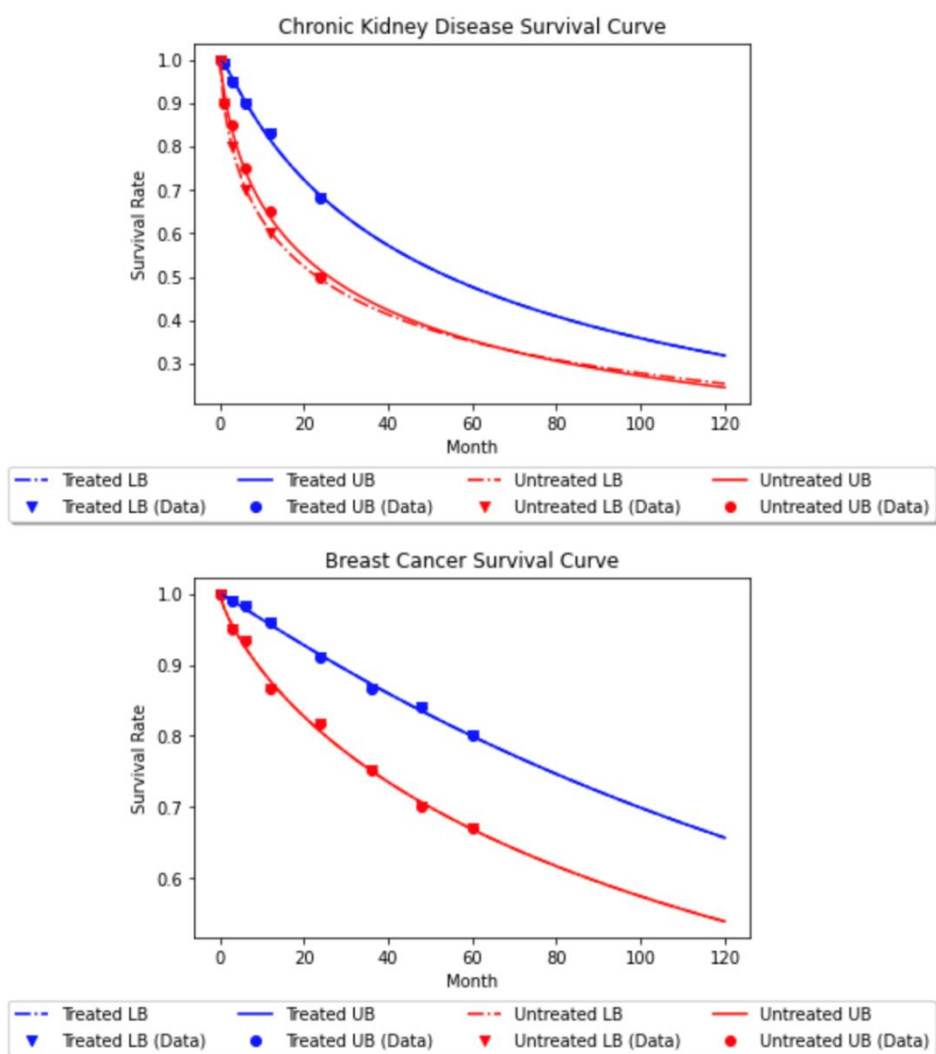 Chronic Kidney Disease Survival Curve
1.0
0.9
0.8
0.7
0.6
0.5
0.4
0.3
Survival Rate
0 20 40 60 80 100 120
Month
Treated LB Treated UB Untreated LB Untreated UB
Treated LB (Data) Treated UB (Data) Untreated LB (Data) Untreated UB (Data)
Breast Cancer Survival Curve
1.0
0.9
0.8
0.7
0.6
Survival Rate
0 20 40 60 80 100 120
Month
Treated LB Treated UB Untreated LB Untreated UB
Treated LB (Data) Treated UB (Data) Untreated LB (Data) Untreated UB (Data)